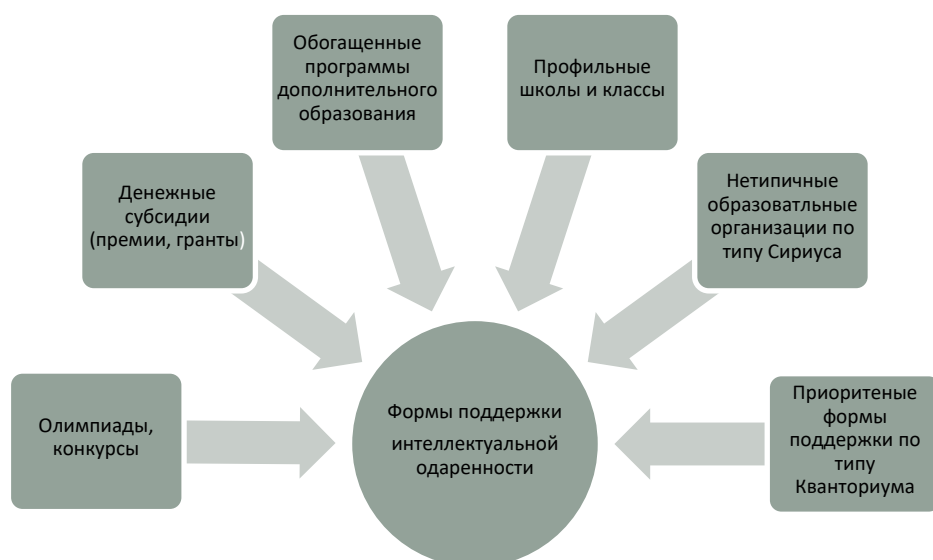 Обогащенные
программы
дополнительного
образования
Профильные
школы и классы
Денежные
субсидии
(премии, гранты)
Нетипичные
образоватльные
организации по
типу Сириуса
Олимпиады,
конкурсы
Формы поддержки
интеллектуальной
одаренности
Приоритеные
формы
поддержки по
типу
Кванториума